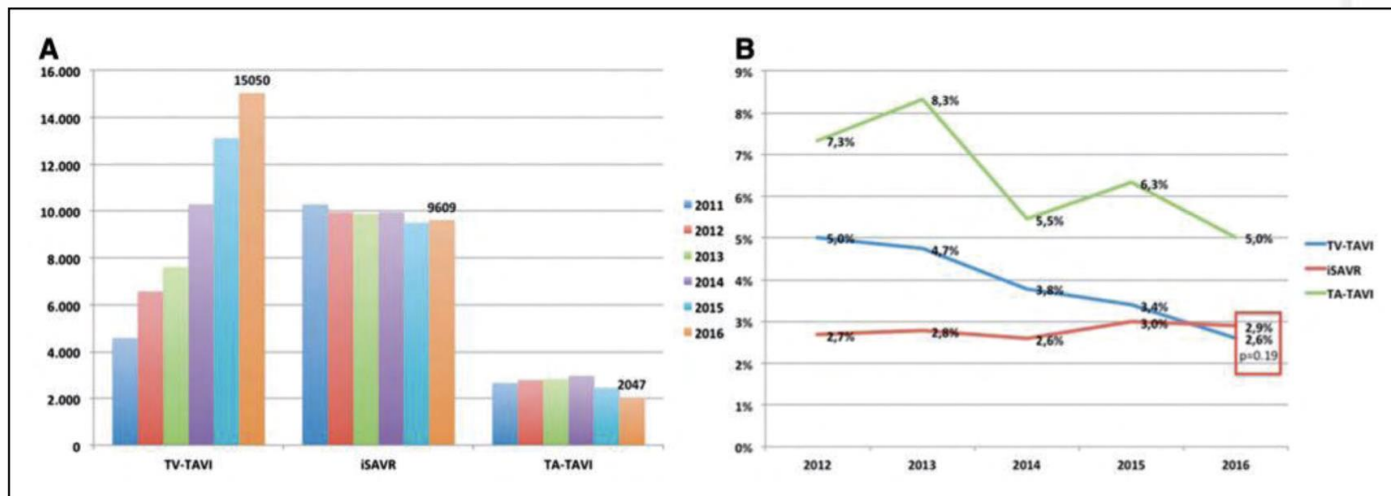 A
16.000
14.000
12.000
10.000
8.000
6.000
4.000
2.000
0
15050
9609
2047
TV-TAVI iSAVR TA-TAVI
2011
2012
2013
2014
2015
2016
B
9%
8%
7%
6%
5%
4%
3%
2%
1%
0%
7,3% 8,3% 5,5% 6,3% 5,0%
5,0% 4,7% 3,8% 3,4% 2,6%
2,7% 2,8% 2,6% 3,0% 2,9%
p=0.19
2012 2013 2014 2015 2016
TV-TAVI
iSAVR
TA-TAVI